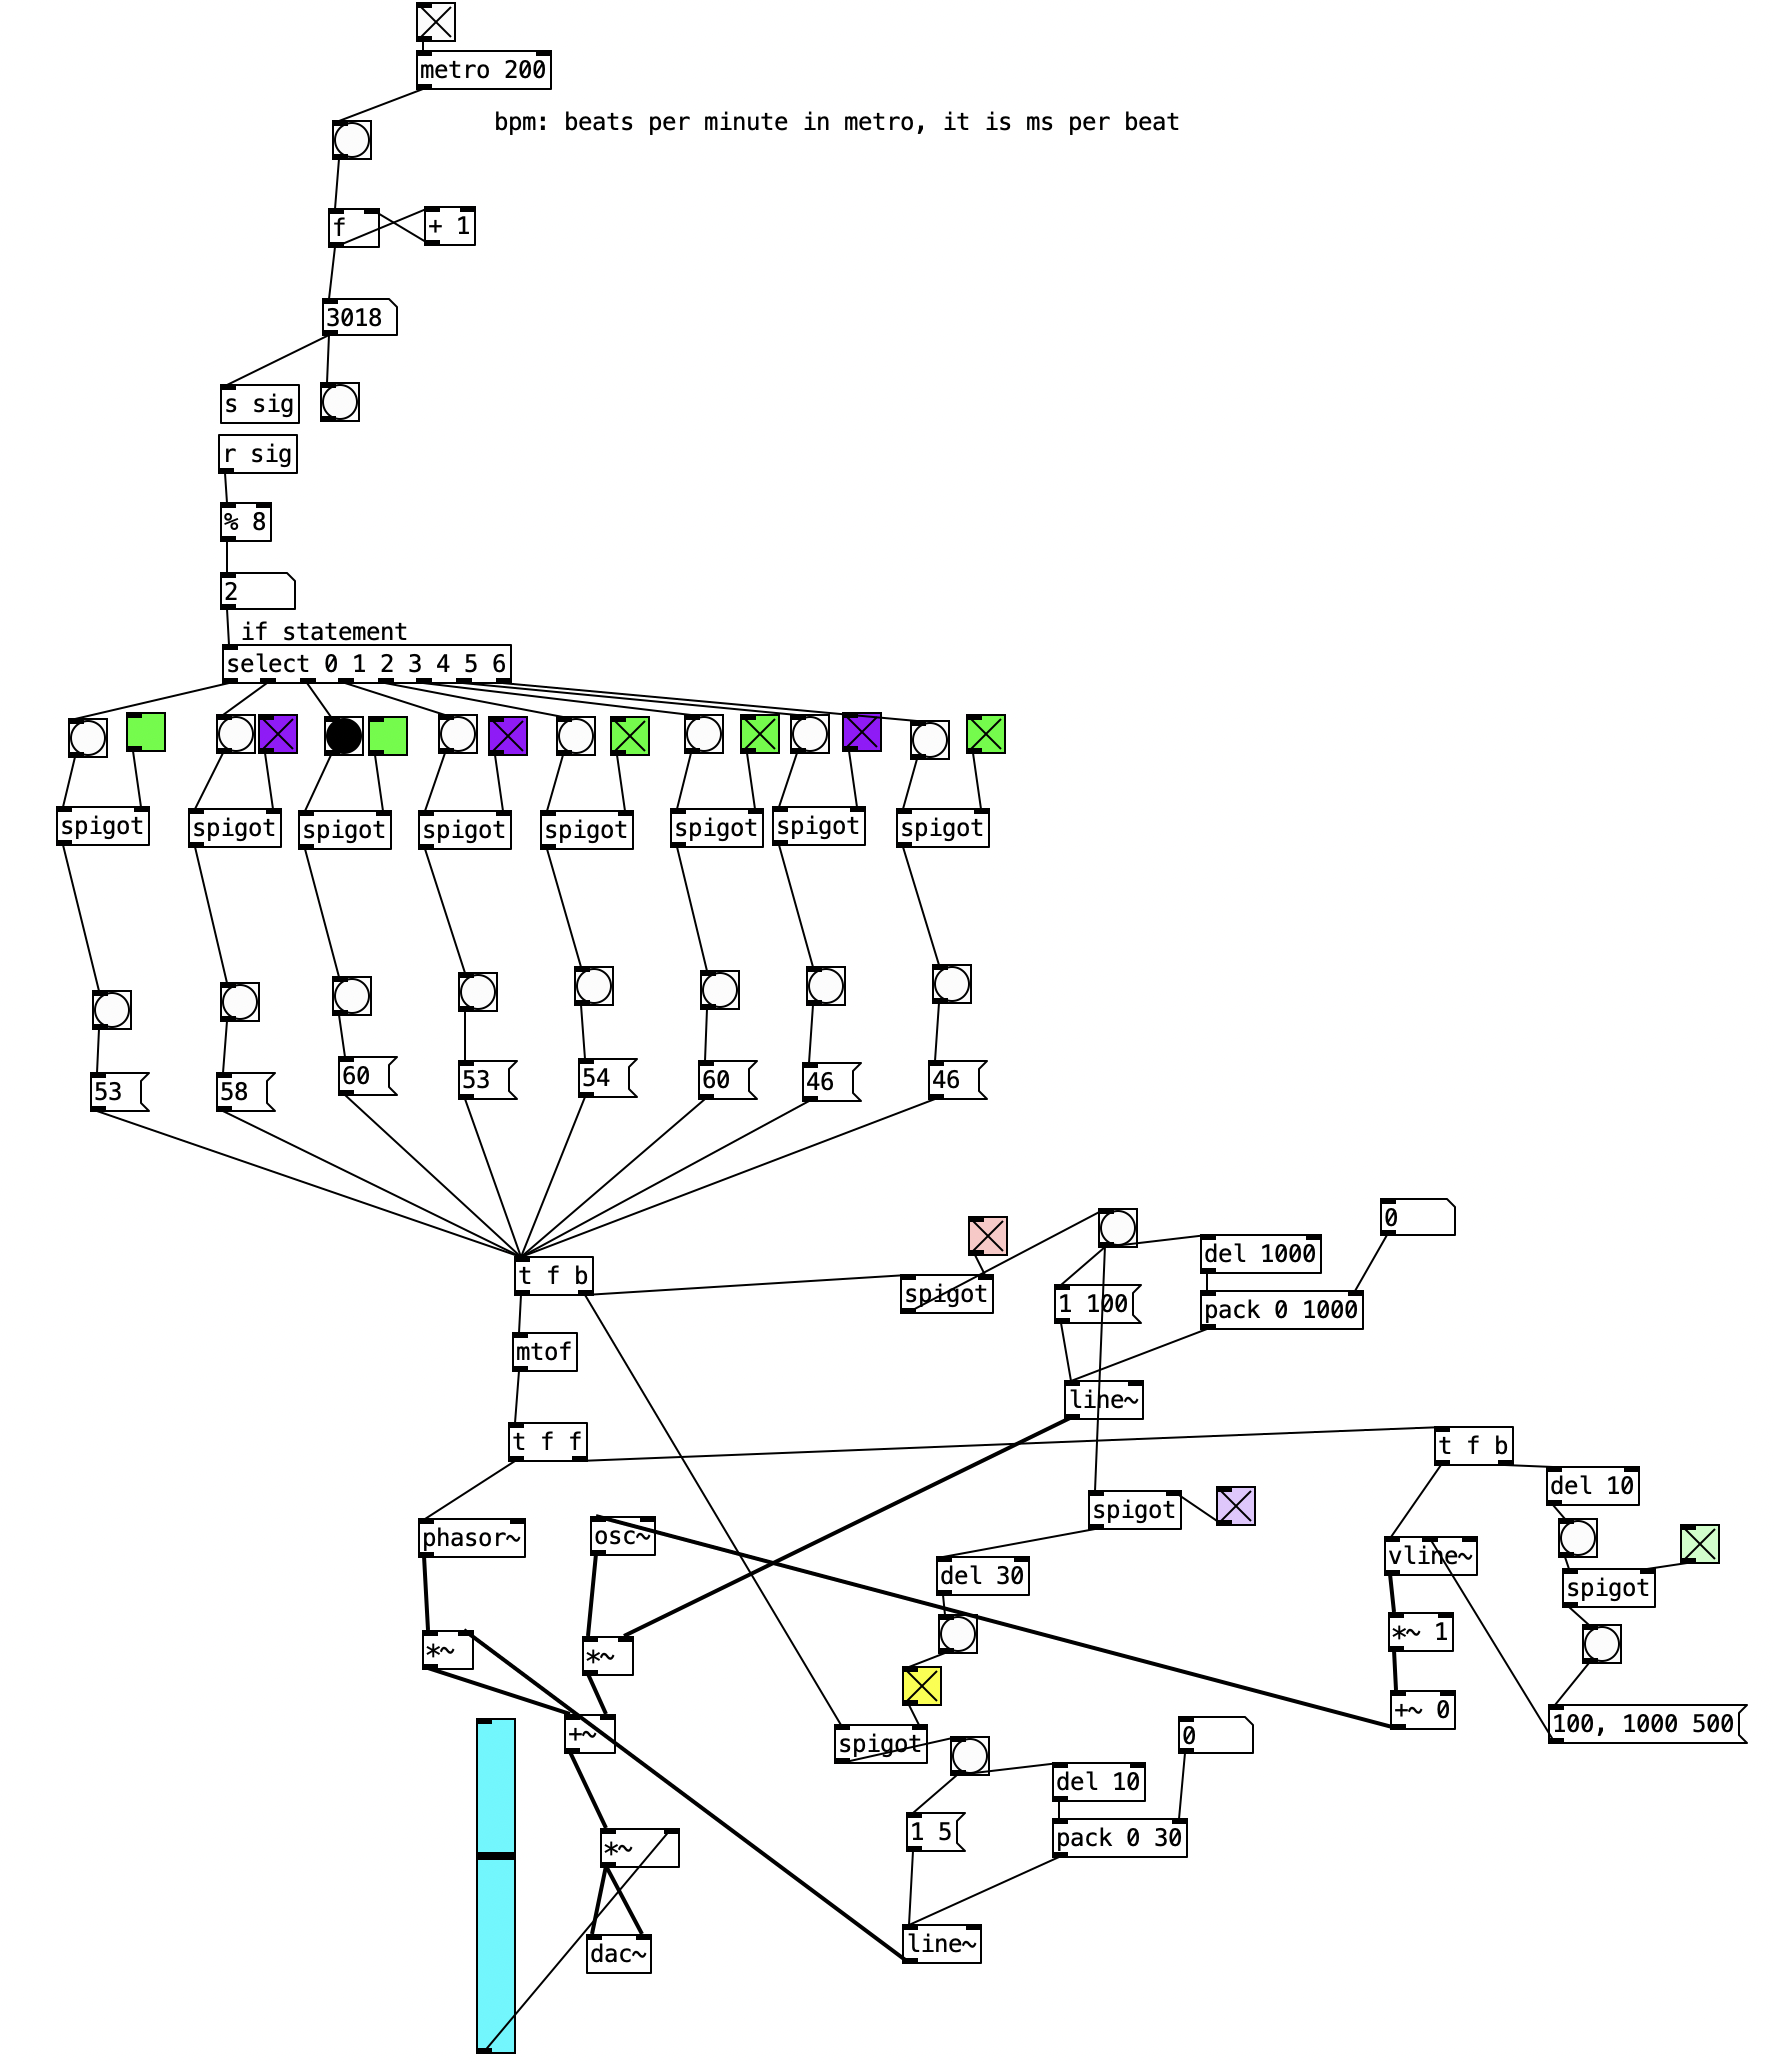 metro 200
bpm: beats per minute in metro, it is ms per beat
f
+ 1
3018
s sig
r sig
% 8
2
if statement
select 0 1 2 3 4 5 6
spigot
spigot
spigot
spigot
spigot
spigot
spigot
spigot
53
58
60
53
54
60
46
46
t f b
spigot
1 100
del 1000
pack 0 1000
0
mtof
line~
t f f
t f b
del 10
phasor~
osc~
spigot
vline~
spigot
del 30
*~
*~
*~ 1
+~ 0
100, 1000 500
+~
spigot
0
del 10
1 5
pack 0 30
*~
dac~
line~